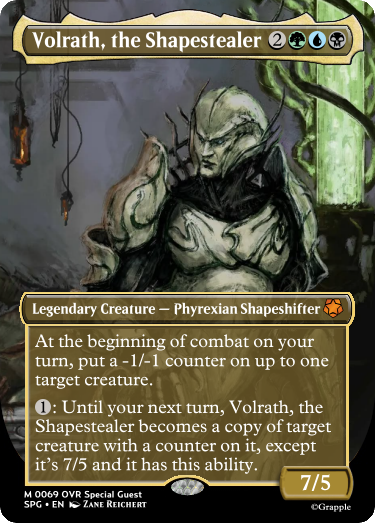 Volrath, the Shapestealer 2
Legendary Creature — Phyrexian Shapeshifter
At the beginning of combat on your
turn, put a -1/-1 counter on up to one
target creature.
1: Until your next turn, Volrath, the
Shapestealer becomes a copy of target
creature with a counter on it, except
it's 7/5 and it has this ability.
7/5
M 0069 OVR Special Guest
SPG • EN Zane Reichert
©Grapple